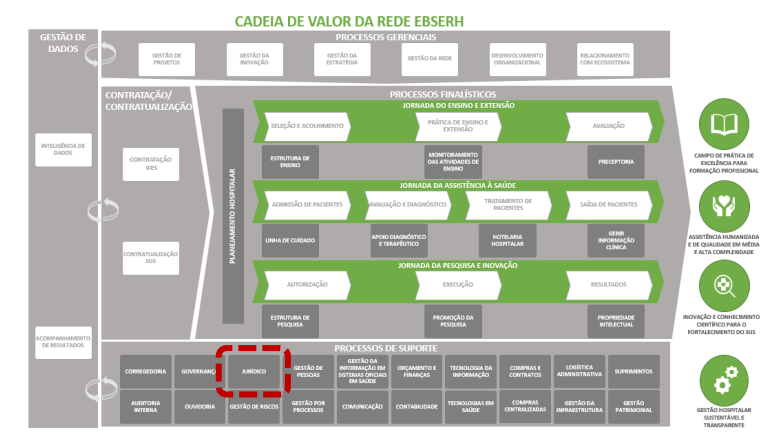 CADEIA DE VALOR DA REDE EBSERH
GESTÃO DE
DADOS
INTELIGÊNCIA DE
DADOS
ACOMPANHAMENTO
DE RESULTADOS
PROCESSOS GERENCIAIS
GESTÃO DE
PROJETOS
GESTÃO DA
INOVAÇÃO
GESTÃO DA
ESTRATÉGIA
GESTÃO DA REDE
DESENVOLVIMENTO
ORGANIZACIONAL
RELACIONAMENTO
COM ECOSSISTEMA
CONTRATAÇÃO/
CONTRATUALIZAÇÃO
CONTRATAÇÃO
IFES
CONTRATUALIZAÇÃO
SUS
PROCESSOS FINALÍSTICOS
PLANEJAMENTO HOSPITALAR
JORNADA DO ENSINO E EXTENSÃO
SELEÇÃO E ACOLHIMENTO
PRÁTICA DE ENSINO E
EXTENSÃO
AVALIAÇÃO
ESTRUTURA DE
ENSINO
MONITORAMENTO
DAS ATIVIDADES DE
ENSINO
PRECEPTORIA
JORNADA DA ASSISTÊNCIA À SAÚDE
ADMISSÃO DE PACIENTES
AVALIAÇÃO E DIAGNÓSTICO
TRATAMENTO DE
PACIENTES
SAÍDA DE PACIENTES
LINHA DE CUIDADO
APOIO DIAGNÓSTICO
E TERAPÊUTICO
HOTELARIA
HOSPITALAR
GERIR
INFORMAÇÃO
CLÍNICA
JORNADA DA PESQUISA E INOVAÇÃO
AUTORIZAÇÃO
EXECUÇÃO
RESULTADOS
ESTRUTURA DE
PESQUISA
PROMOÇÃO DA
PESQUISA
PROPRIEDADE
INTELECTUAL
PROCESSOS DE SUPORTE
CORREGEDORIA
GOVERNANÇA
JURÍDICO
GESTÃO DE
PESSOAS
GESTÃO DA
INFORMAÇÃO EM
SISTEMAS OFICIAIS
EM SAÚDE
ORÇAMENTO E
FINANÇAS
TECNOLOGIA DA
INFORMAÇÃO
COMPRAS E
CONTRATOS
LOGÍSTICA
ADMINISTRATIVA
SUPRIMENTOS
AUDITORIA
INTERNA
OUVIDORIA
GESTÃO DE RISCOS
GESTÃO POR
PROCESSOS
COMUNICAÇÃO
CONTABILIDADE
TECNOLOGIAS EM
SAÚDE
COMPRAS
CENTRALIZADAS
GESTÃO DA
INFRAESTRUTURA
GESTÃO
PATRIMONIAL
CAMPO DE PRÁTICA DE
EXCELÊNCIA PARA
FORMAÇÃO PROFISSIONAL
ASSISTÊNCIA HUMANIZADA
E DE QUALIDADE EM MÉDIA
E ALTA COMPLEXIDADE
INOVAÇÃO E CONHECIMENTO
CIENTÍFICO PARA O
FORTALECIMENTO DO SUS
GESTÃO HOSPITALAR
SUSTENTÁVEL E
TRANSPARENTE